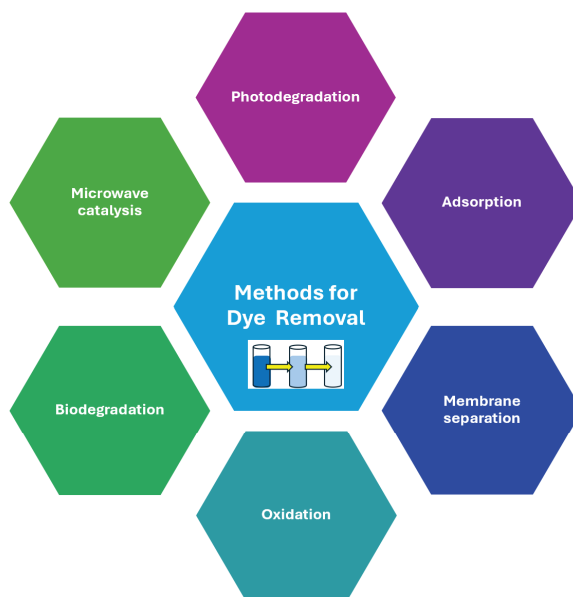 Photodegradation
Microwave
catalysis
Adsorption
Methods for
Dye Removal
Biodegradation
Membrane
separation
Oxidation